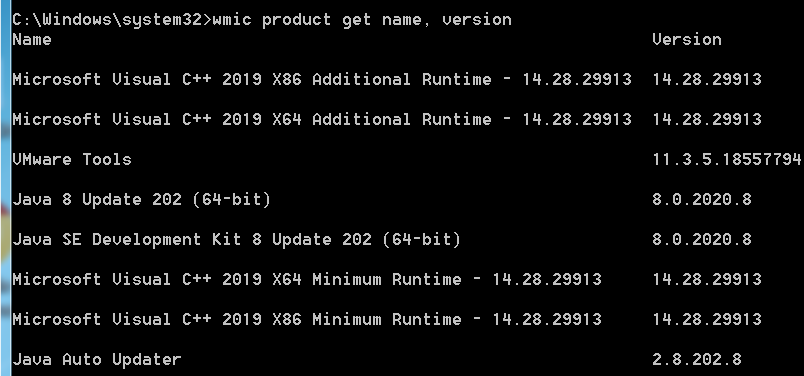 C:\Windows\system32>wmic product get name, version
Name Version
Microsoft Visual C++ 2019 X86 Additional Runtime - 14.28.29913 14.28.29913
Microsoft Visual C++ 2019 X64 Additional Runtime - 14.28.29913 14.28.29913
VMware Tools 11.3.5.18557794
Java 8 Update 202 (64-bit) 8.0.2020.8
Java SE Development Kit 8 Update 202 (64-bit) 8.0.2020.8
Microsoft Visual C++ 2019 X64 Minimum Runtime - 14.28.29913 14.28.29913
Microsoft Visual C++ 2019 X86 Minimum Runtime - 14.28.29913 14.28.29913
Java Auto Updater 2.8.202.8